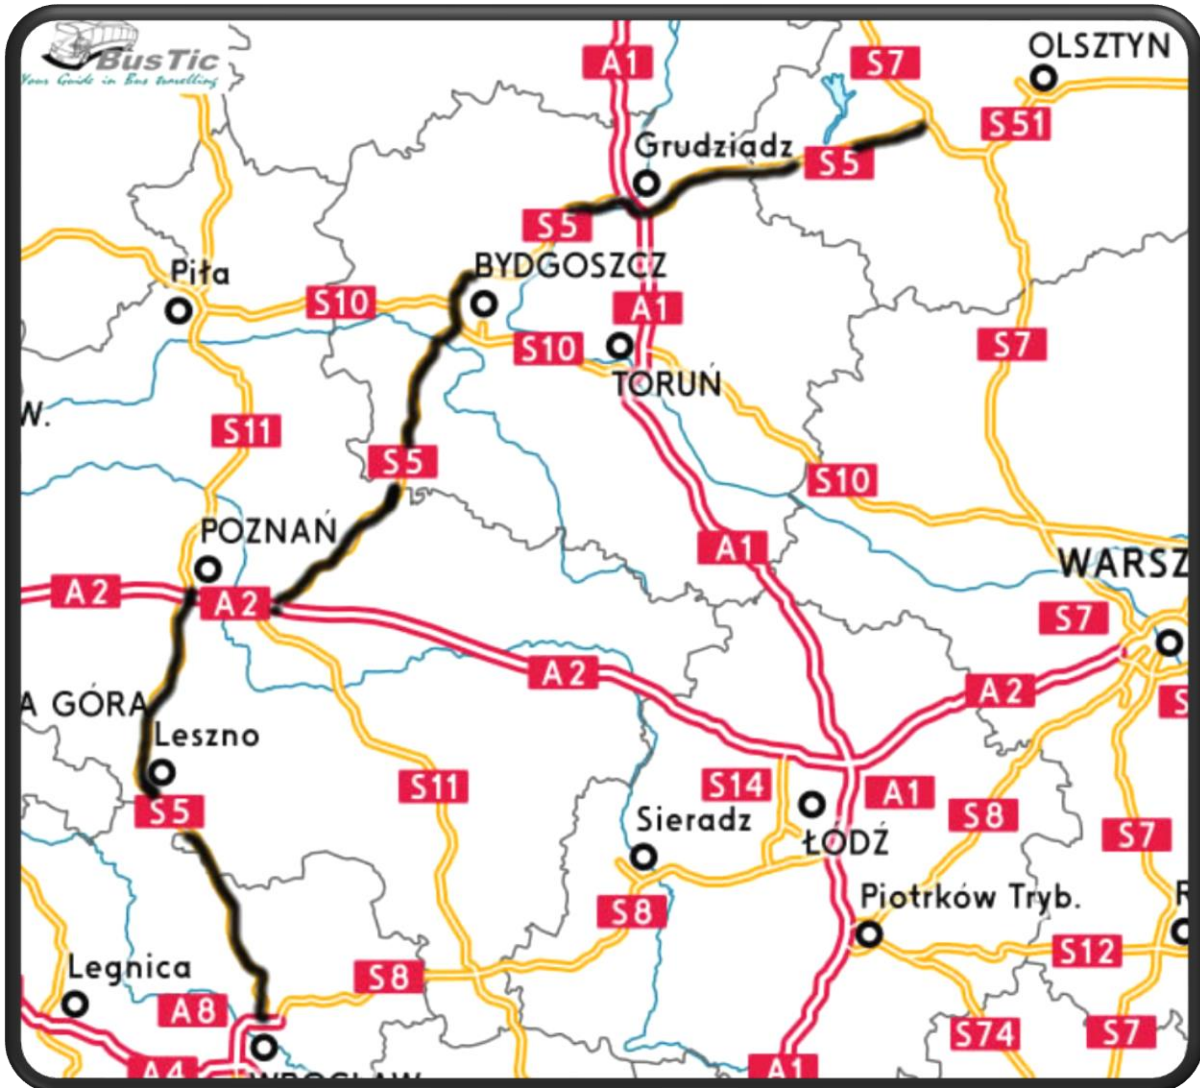 BusTic
Your Guide in Bus travelling
A1
S7
OLSZTYN
S51
Grudziadz
S5
S5
BYDGOSZCZ
Piła
S10
A1
S10
TORUŃ
S7
W.
S11
S5
S10
POZNAŃ
A1
WARSZ
A2
A2
S7
A2
A2
S
A GÓRA
Leszno
S11
S14
A1
S5
Sieradz
S8
S7
ŁÓDŹ
S8
Piotrków Tryb.
R
S12
Legnica
S8
A8
S74
S7
A4
A1
WROCŁAW